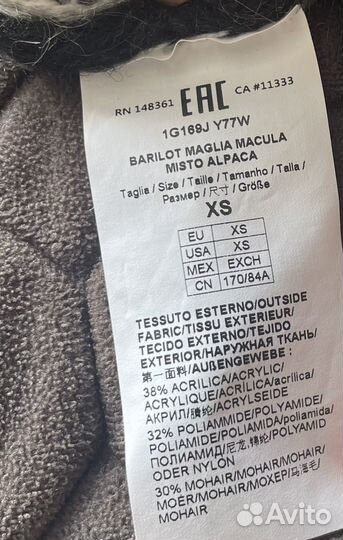 RN 148361 EAC CA #11333
1G169J Y77W
BARILOT MAGLIA MACULA
MISTO ALPACA
Taglia / Size / Taille / Tamanho / Talla /
Размер / 尺寸 / Größe
XS
EU XS
USA XS
MEX EXCH
CN 170/84A
TESSUTO ESTERNO/OUTSIDE
FABRIC/TISSU EXTERIEUR/
TECIDO EXTERNO/TEJIDO
EXTERIOR/НАРУЖНАЯ ТКАНЬ/
第一面料/AUßENGEWEBE:
38% ACRILICA/ACRYLIC/
ACRYLIQUE/ACRÍLICA/acrílica/
АКРИЛ/腈纶/ACRYLSEIDE
32% POLIAMMIDE/POLYAMIDE/
POLIAMIDE/POLIAMIDA/poliamida/
ПОЛИАМИД/尼龙, 锦纶/POLYAMID
ODER NYLON
30% MOHAIR/MOHAIR/MOHAIR/
MOÉR/MOHAIR/МОХЕР/马海毛/
MOHAIR
Avito